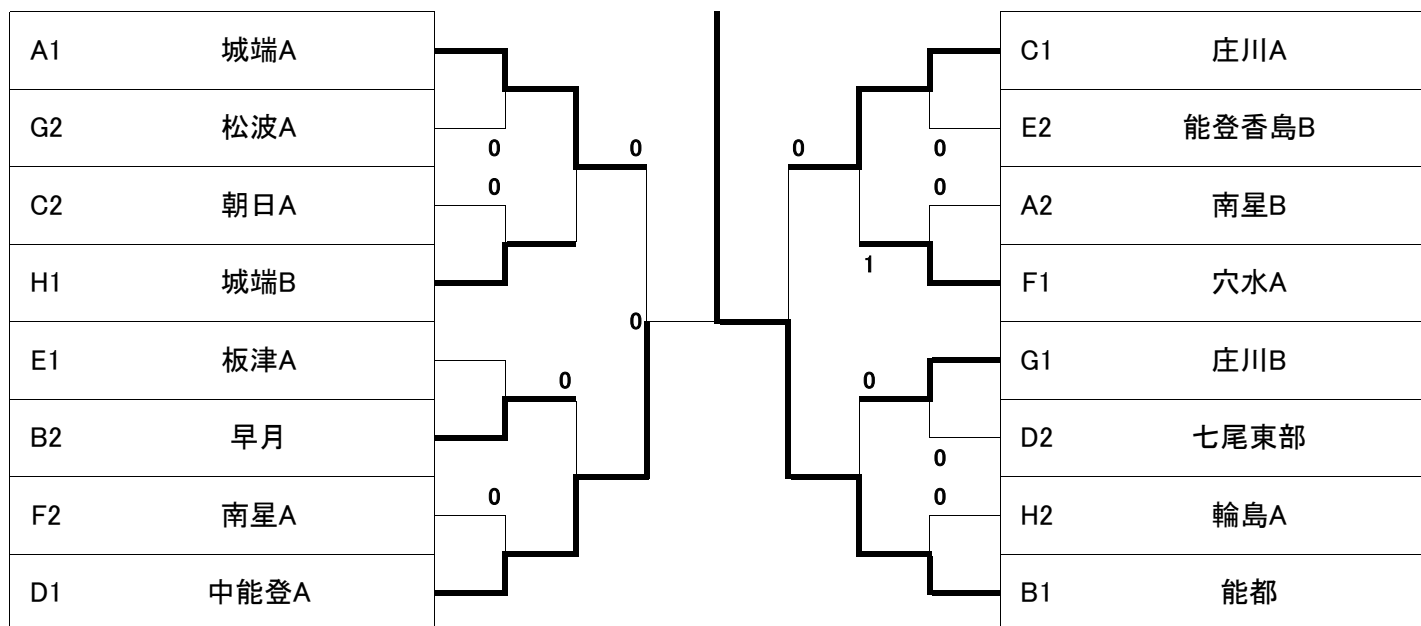 A1 城端A
G2 松波A
C2 朝日A
H1 城端B
E1 板津A
B2 早月
F2 南星A
D1 中能登A
0
0
0
0
0
0
0
0
0
1
0
0
0
C1 庄川A
E2 能登香島B
A2 南星B
F1 穴水A
G1 庄川B
D2 七尾東部
H2 輪島A
B1 能都